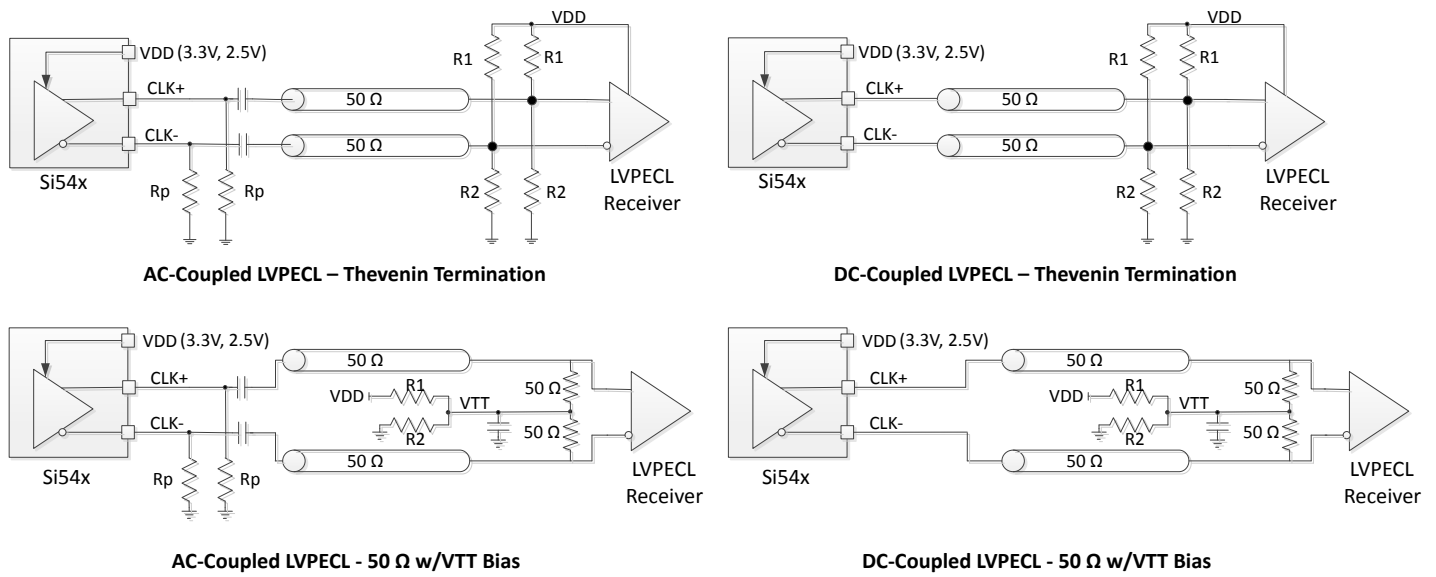 VDD
VDD (3.3V, 2.5V)
R1
R1
CLK+
50 Ω
CLK-
50 Ω
Si54x
Rp
Rp
R2
R2
LVPECL
Receiver
AC-Coupled LVPECL – Thevenin Termination
VDD
VDD (3.3V, 2.5V)
R1
R1
CLK+
50 Ω
CLK-
50 Ω
Si54x
R2
R2
LVPECL
Receiver
DC-Coupled LVPECL – Thevenin Termination
VDD (3.3V, 2.5V)
50 Ω
CLK+
R1
50 Ω
VDD
VTT
CLK-
R2
50 Ω
50 Ω
Si54x
Rp
Rp
LVPECL
Receiver
AC-Coupled LVPECL - 50 Ω w/VTT Bias
VDD (3.3V, 2.5V)
50 Ω
CLK+
R1
50 Ω
VDD
VTT
CLK-
R2
50 Ω
50 Ω
Si54x
LVPECL
Receiver
DC-Coupled LVPECL - 50 Ω w/VTT Bias